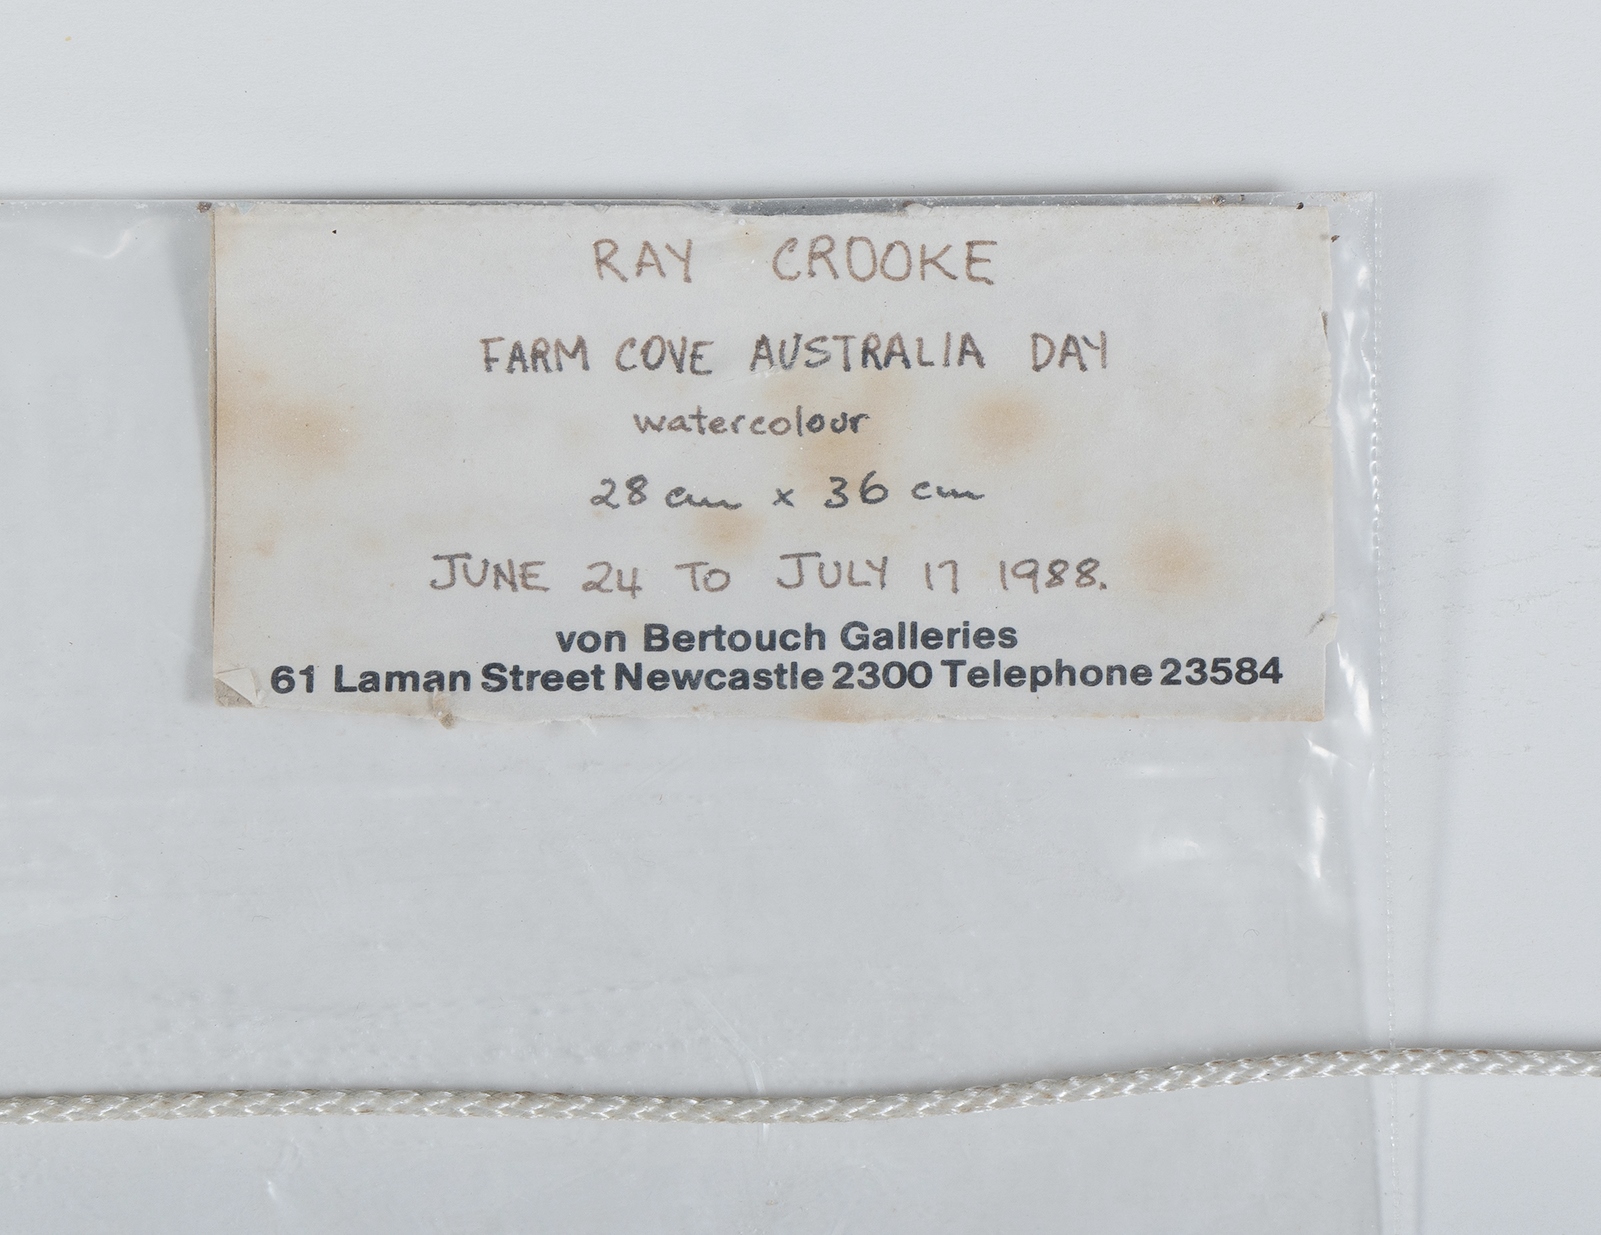 RAY CROOKE
FARM COVE AUSTRALIA DAY
watercolour
28 cm x 36 cm
JUNE 24 TO JULY 17 1988.
von Bertouch Galleries
61 Laman Street Newcastle 2300 Telephone 23584